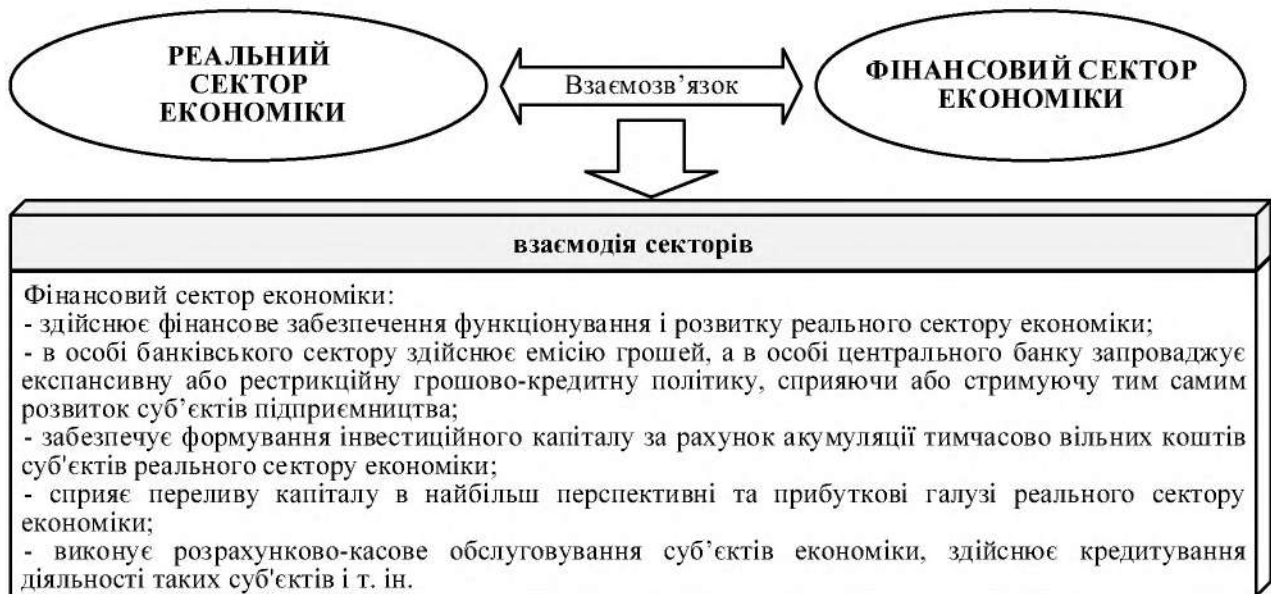 РЕАЛЬНИЙ
СЕКТОР
ЕКОНОМІКИ
Взаємозв’язок
ФІНАНСОВИЙ СЕКТОР
ЕКОНОМІКИ
взаємодія секторів
Фінансовий сектор економіки:
- здійснює фінансове забезпечення функціонування і розвитку реального сектору економіки;
- в особі банківського сектору здійснює емісію грошей, а в особі центрального банку запроваджує
експансивну або рестрикційну грошово-кредитну політику, сприяючи або стримуючу тим самим
розвиток суб’єктів підприємництва;
- забезпечує формування інвестиційного капіталу за рахунок акумуляції тимчасово вільних коштів
суб'єктів реального сектору економіки;
- сприяє переливу капіталу в найбільш перспективні та прибуткові галузі реального сектору
економіки;
- виконує розрахунково-касове обслуговування суб’єктів економіки, здійснює кредитування
діяльності таких суб'єктів і т. ін.